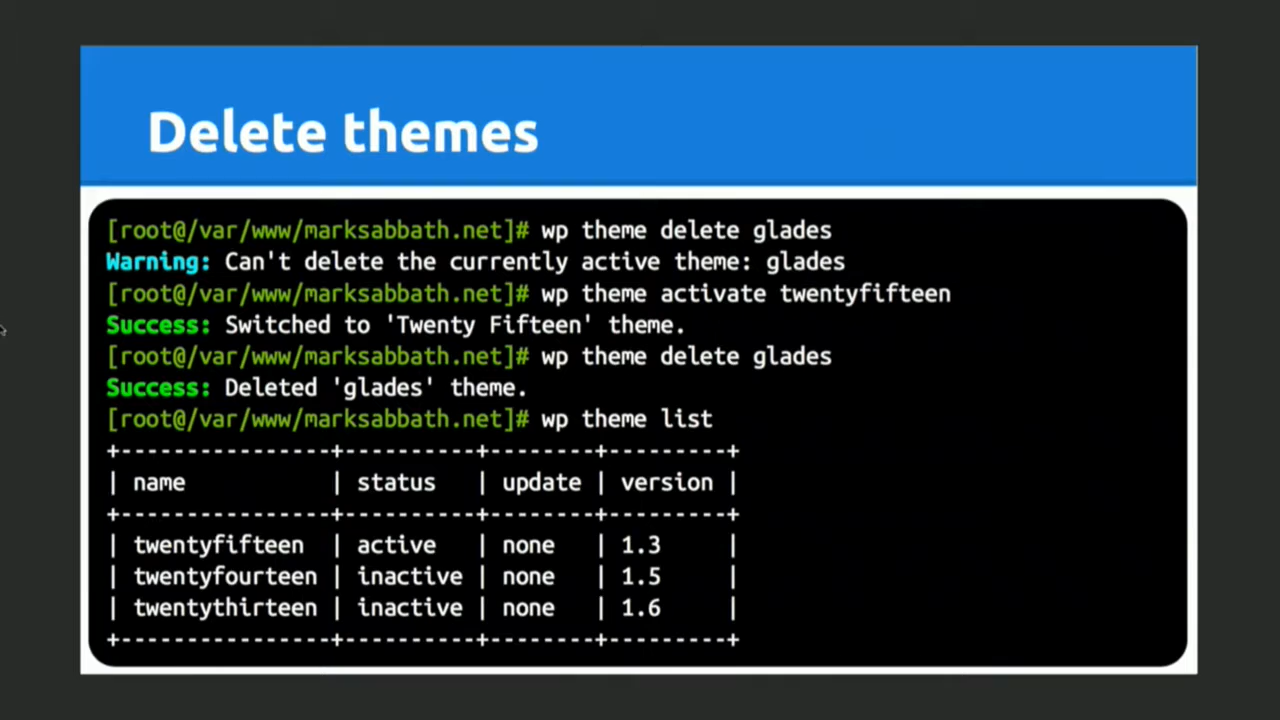 Delete themes
[root@/var/www/marksabbath.net]# wp theme delete glades
Warning: Can't delete the currently active theme: glades
[root@/var/www/marksabbath.net]# wp theme activate twentyfifteen
Success: Switched to 'Twenty Fifteen' theme.
[root@/var/www/marksabbath.net]# wp theme delete glades
Success: Deleted 'glades' theme.
[root@/var/www/marksabbath.net]# wp theme list
+----------------+----------+--------+---------+
| name           | status   | update | version |
+----------------+----------+--------+---------+
| twentyfifteen  | active   | none   | 1.3     |
| twentyfourteen | inactive | none   | 1.5     |
| twentythirteen | inactive | none   | 1.6     |
+----------------+----------+--------+---------+